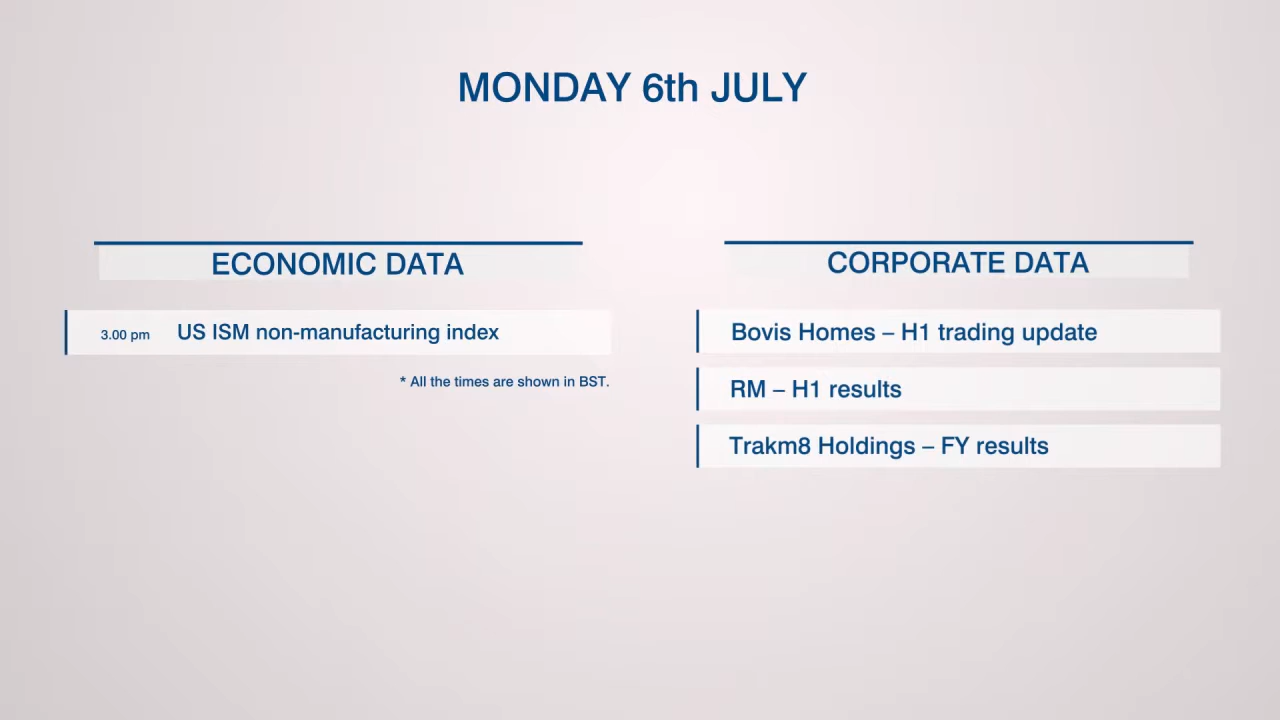 MONDAY 6th JULY
ECONOMIC DATA
3.00 pm US ISM non-manufacturing index
* All the times are shown in BST.
CORPORATE DATA
Bovis Homes – H1 trading update
RM – H1 results
Trakm8 Holdings – FY results